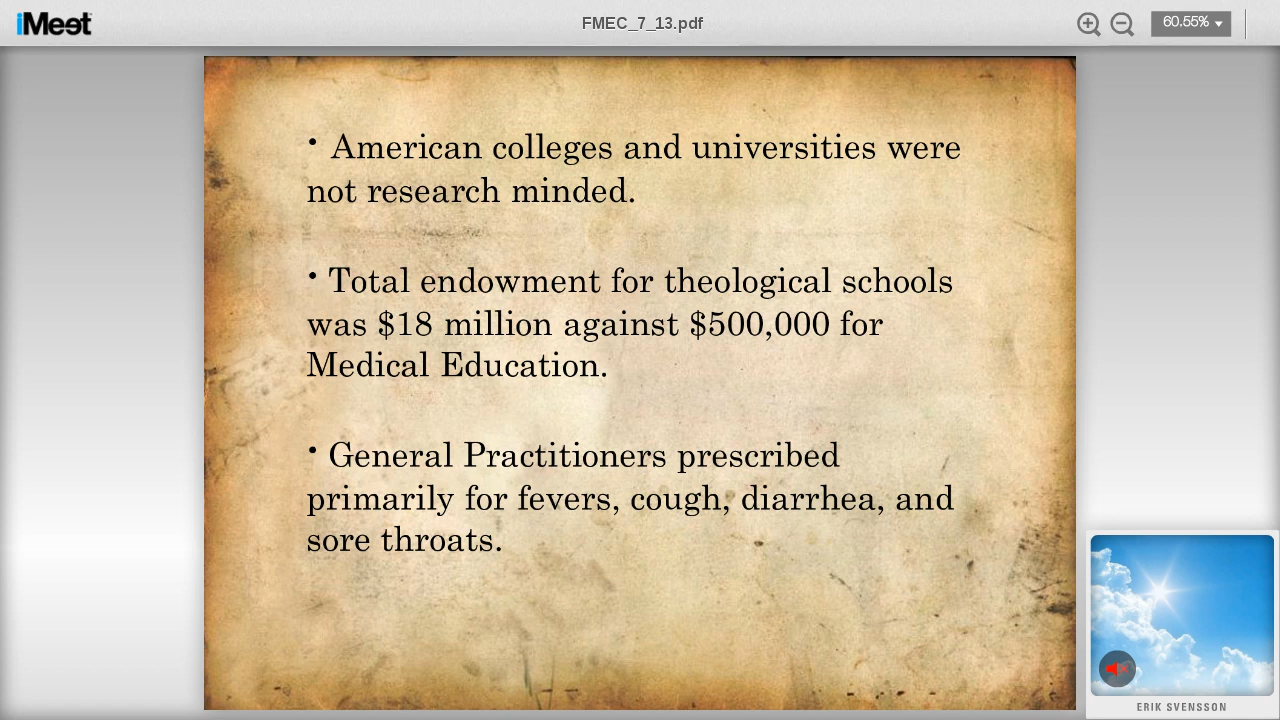 iMeet
FMEC_7_13.pdf
60.55%
• American colleges and universities were
not research minded.
• Total endowment for theological schools
was $18 million against $500,000 for
Medical Education.
• General Practitioners prescribed
primarily for fevers, cough, diarrhea, and
sore throats.
ERIK SVENSSON